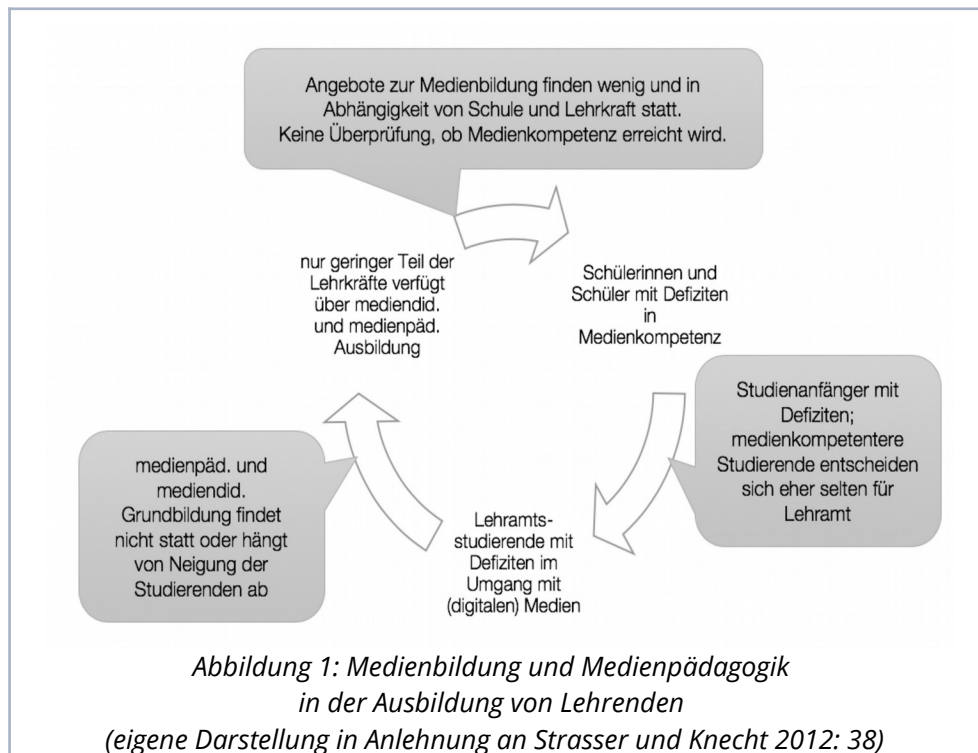 Angebote zur Medienbildung finden wenig und in
Abhängigkeit von Schule und Lehrkraft statt.
Keine Überprüfung, ob Medienkompetenz erreicht wird.
nur geringer Teil der
Lehrkräfte verfügt
über mediendid.
und medienpäd.
Ausbildung
Schülerinnen und
Schüler mit Defiziten
in
Medienkompetenz
Studienanfänger mit
Defiziten;
medienkompetentere
Studierende entscheiden
sich eher selten für
Lehramt
medienpäd. und
mediendid.
Grundbildung findet
nicht statt oder hängt
von Neigung der
Studierenden ab
Lehramts-
studierende mit
Defiziten im
Umgang mit
(digitalen) Medien
Abbildung 1: Medienbildung und Medienpädagogik
in der Ausbildung von Lehrenden
(eigene Darstellung in Anlehnung an Strasser und Knecht 2012: 38)